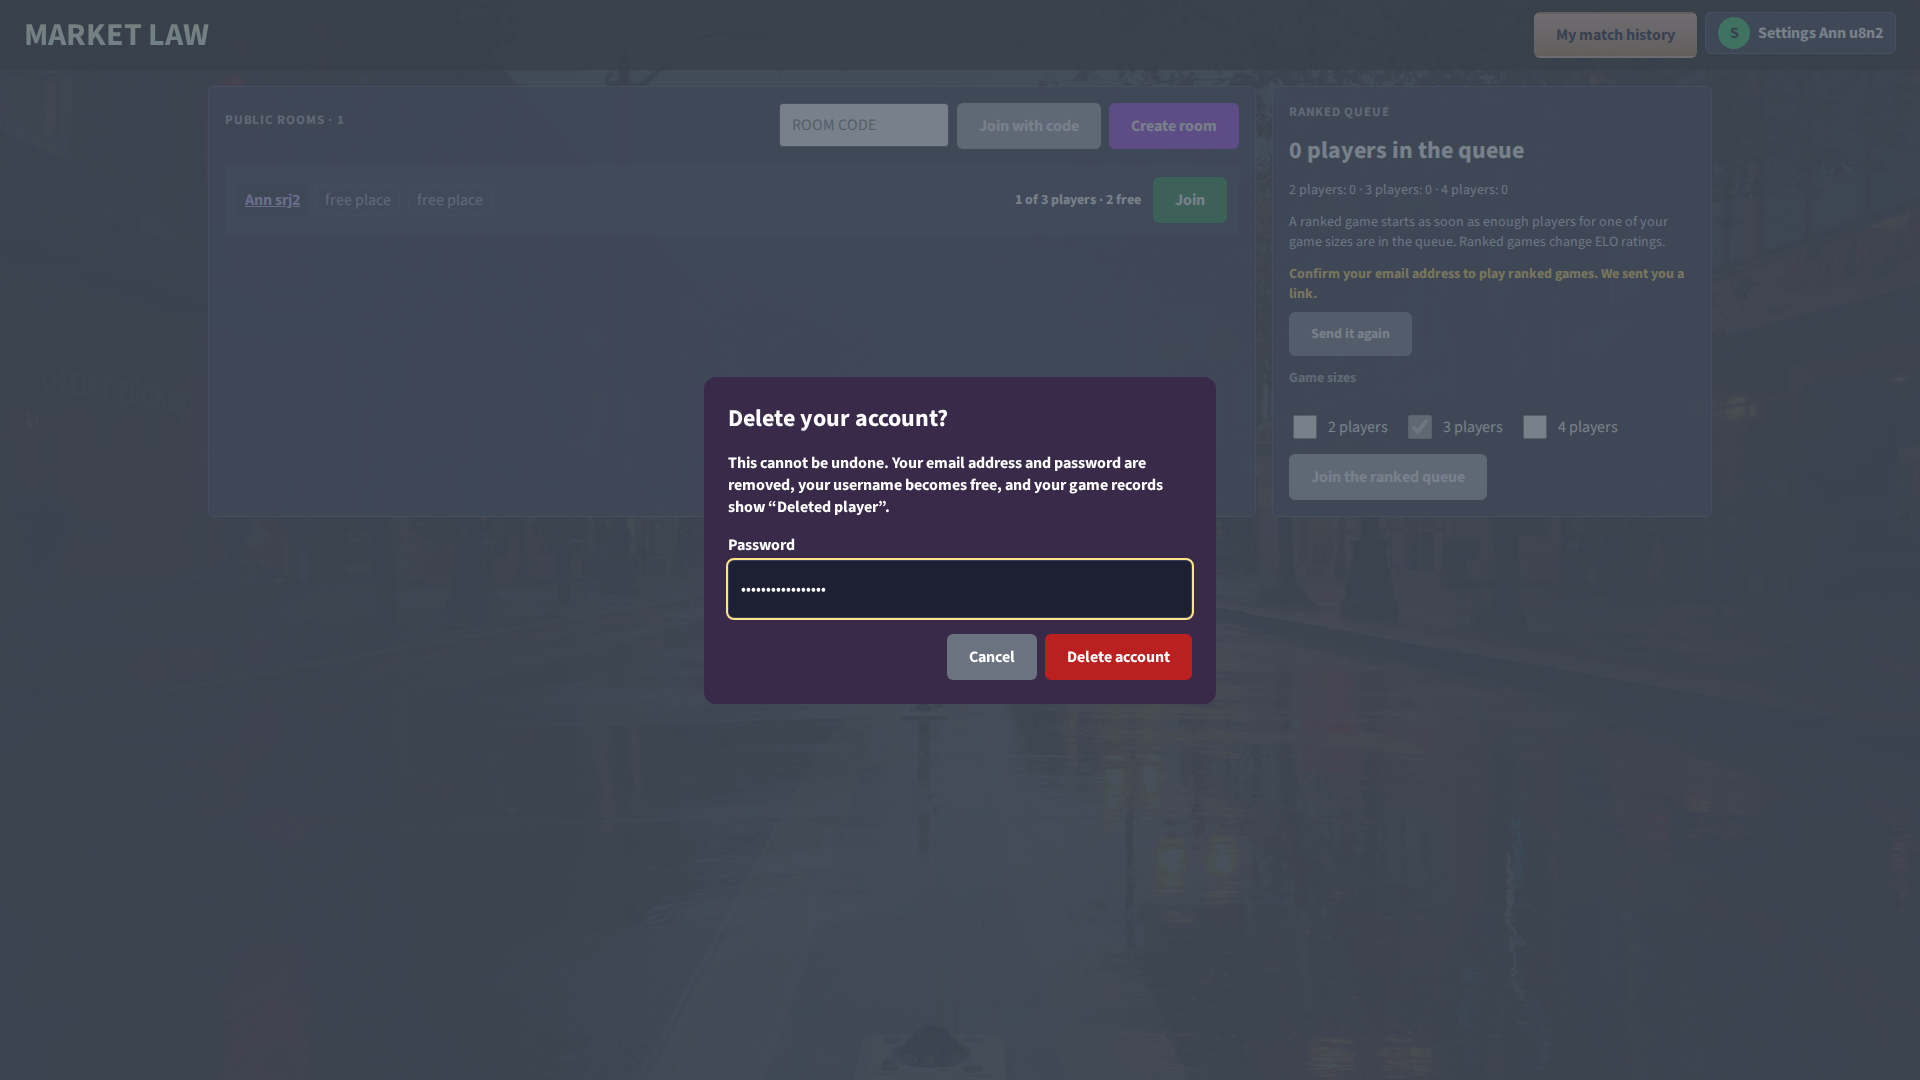 MARKET LAW
My match history
S
Settings Ann u8n2
PUBLIC ROOMS · 1
ROOM CODE
Join with code
Create room
Ann srj2
free place
free place
1 of 3 players · 2 free
Join
RANKED QUEUE
0 players in the queue
2 players: 0 · 3 players: 0 · 4 players: 0
A ranked game starts as soon as enough players for one of your
game sizes are in the queue. Ranked games change ELO ratings.
Confirm your email address to play ranked games. We sent you a
link.
Send it again
Game sizes
2 players
3 players
4 players
Join the ranked queue
order pickup
Delete your account?
This cannot be undone. Your email address and password are
removed, your username becomes free, and your game records
show “Deleted player”.
Password
•••••••••••••••••
Cancel
Delete account